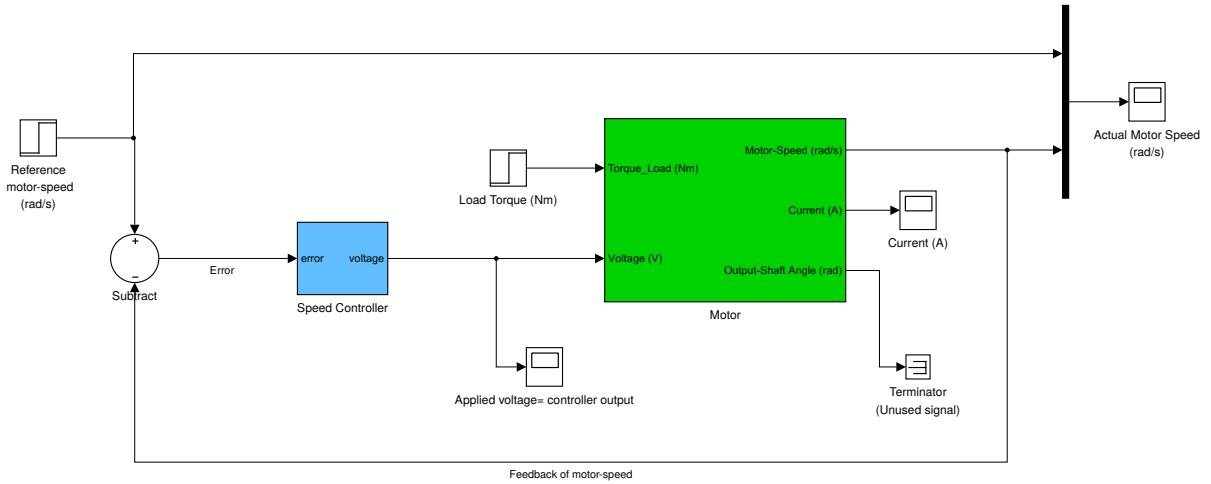 Reference
motor-speed
(rad/s)
+
−
Subtract
Error
error
voltage
Speed Controller
Load Torque (Nm)
Torque_Load (Nm)
Voltage (V)
Motor-Speed (rad/s)
Current (A)
Output-Shaft Angle (rad)
Motor
Applied voltage= controller output
Current (A)
Terminator
(Unused signal)
Actual Motor Speed
(rad/s)
Feedback of motor-speed